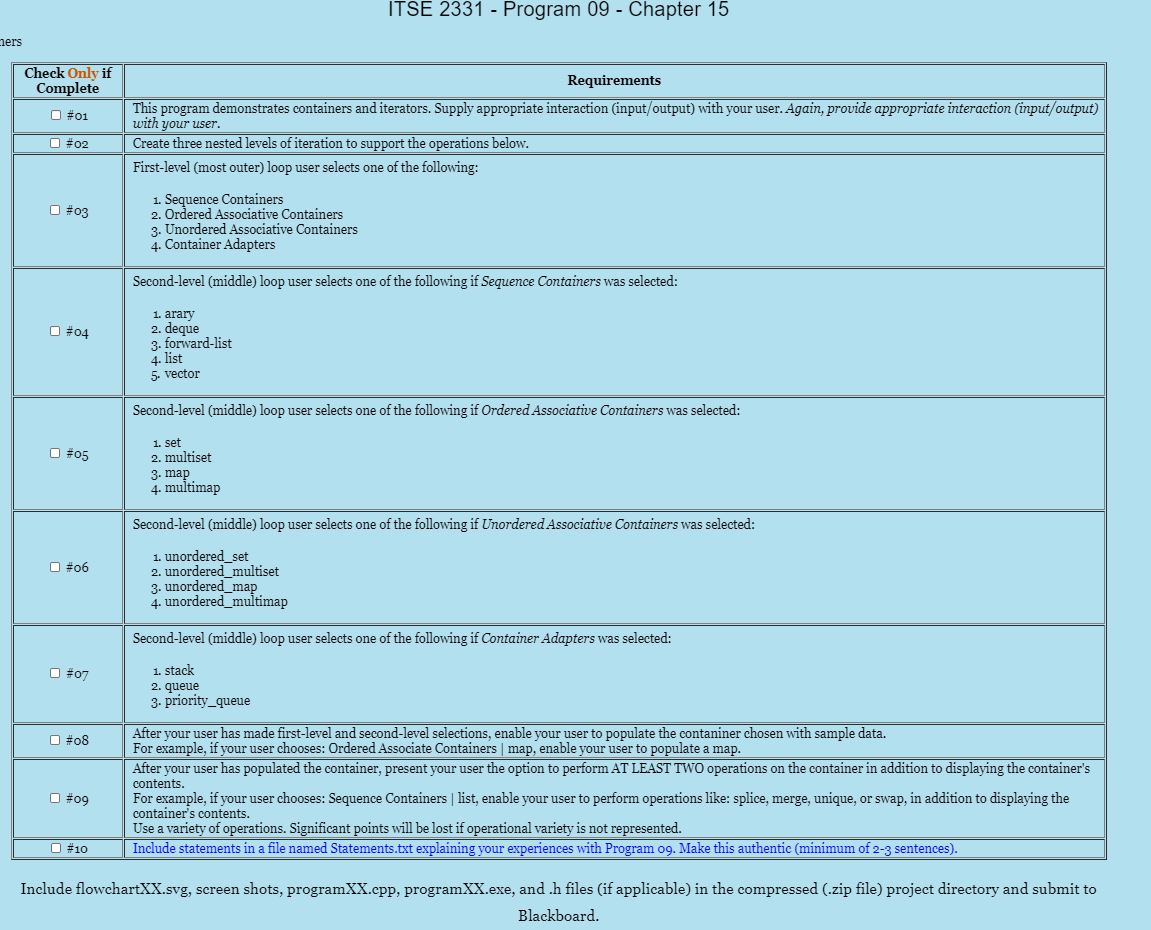 ITSE 2331 - Program 09 - Chapter 15
ners
Check Only if
Complete
Requirements
#01
This program demonstrates containers and iterators. Supply appropriate interaction (input/output) with your user. Again, provide appropriate interaction (input/output)
with your user.
#02
Create three nested levels of iteration to support the operations below.
#03
First-level (most outer) loop user selects one of the following:
1. Sequence Containers
2. Ordered Associative Containers
3. Unordered Associative Containers
4. Container Adapters
#04
Second-level (middle) loop user selects one of the following if Sequence Containers was selected:
1. arary
2. deque
3. forward-list
4. list
5. vector
#05
Second-level (middle) loop user selects one of the following if Ordered Associative Containers was selected:
1. set
2. multiset
3. map
4. multimap
#06
Second-level (middle) loop user selects one of the following if Unordered Associative Containers was selected:
1. unordered_set
2. unordered_multiset
3. unordered_map
4. unordered_multimap
#07
Second-level (middle) loop user selects one of the following if Container Adapters was selected:
1. stack
2. queue
3. priority_queue
#08
After your user has made first-level and second-level selections, enable your user to populate the contaniner chosen with sample data.
For example, if your user chooses: Ordered Associate Containers | map, enable your user to populate a map.
#09
After your user has populated the container, present your user the option to perform AT LEAST TWO operations on the container in addition to displaying the container's
contents.
For example, if your user chooses: Sequence Containers | list, enable your user to perform operations like: splice, merge, unique, or swap, in addition to displaying the
container's contents.
Use a variety of operations. Significant points will be lost if operational variety is not represented.
#10
Include statements in a file named Statements.txt explaining your experiences with Program 09. Make this authentic (minimum of 2-3 sentences).
Include flowchartXX.svg, screen shots, programXX.cpp, programXX.exe, and .h files (if applicable) in the compressed (.zip file) project directory and submit to
Blackboard.